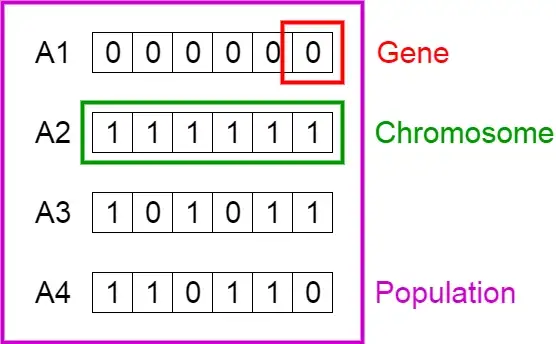 A1 0 0 0 0 0 0 Gene
A2 1 1 1 1 1 1 Chromosome
A3 1 0 1 0 1 1
A4 1 1 0 1 1 0 Population